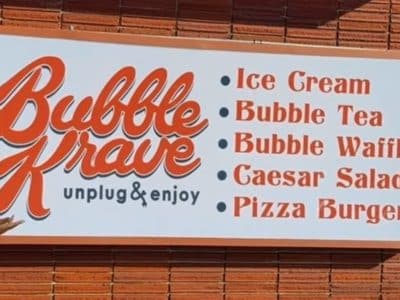 Bubble
Krave
unplug&enjoy
• Ice Cream
• Bubble Tea
• Bubble Waffl
• Caesar Salad
• Pizza Burger